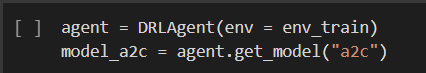 [ ] agent = DRLAgent(env = env_train)
model_a2c = agent.get_model("a2c")